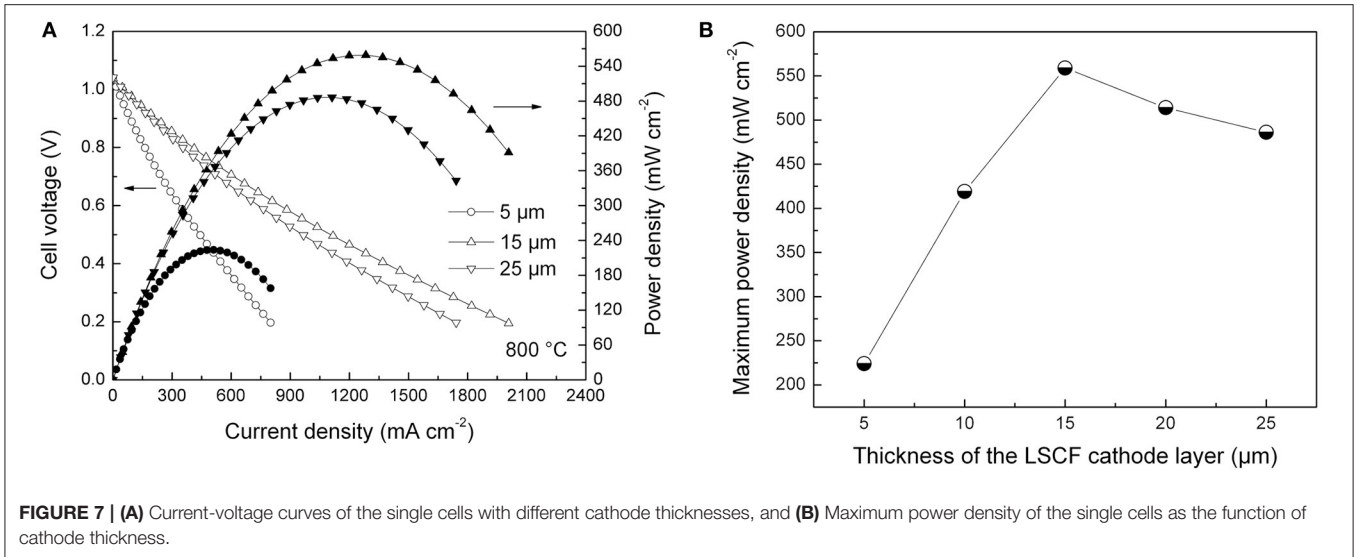 A
1.2
1.0
0.8
0.6
0.4
0.2
0.0
Cell voltage (V)
0 300 600 900 1200 1500 1800 2100 2400
Current density (mA cm⁻²)
600
540
480
420
360
300
240
180
120
60
0
Power density (mW cm⁻²)
5 µm
15 µm
25 µm
800 °C
B
600
550
500
450
400
350
300
250
200
Maximum power density (mW cm⁻²)
5 10 15 20 25
Thickness of the LSCF cathode layer (µm)
FIGURE 7 | (A) Current-voltage curves of the single cells with different cathode thicknesses, and (B) Maximum power density of the single cells as the function of
cathode thickness.